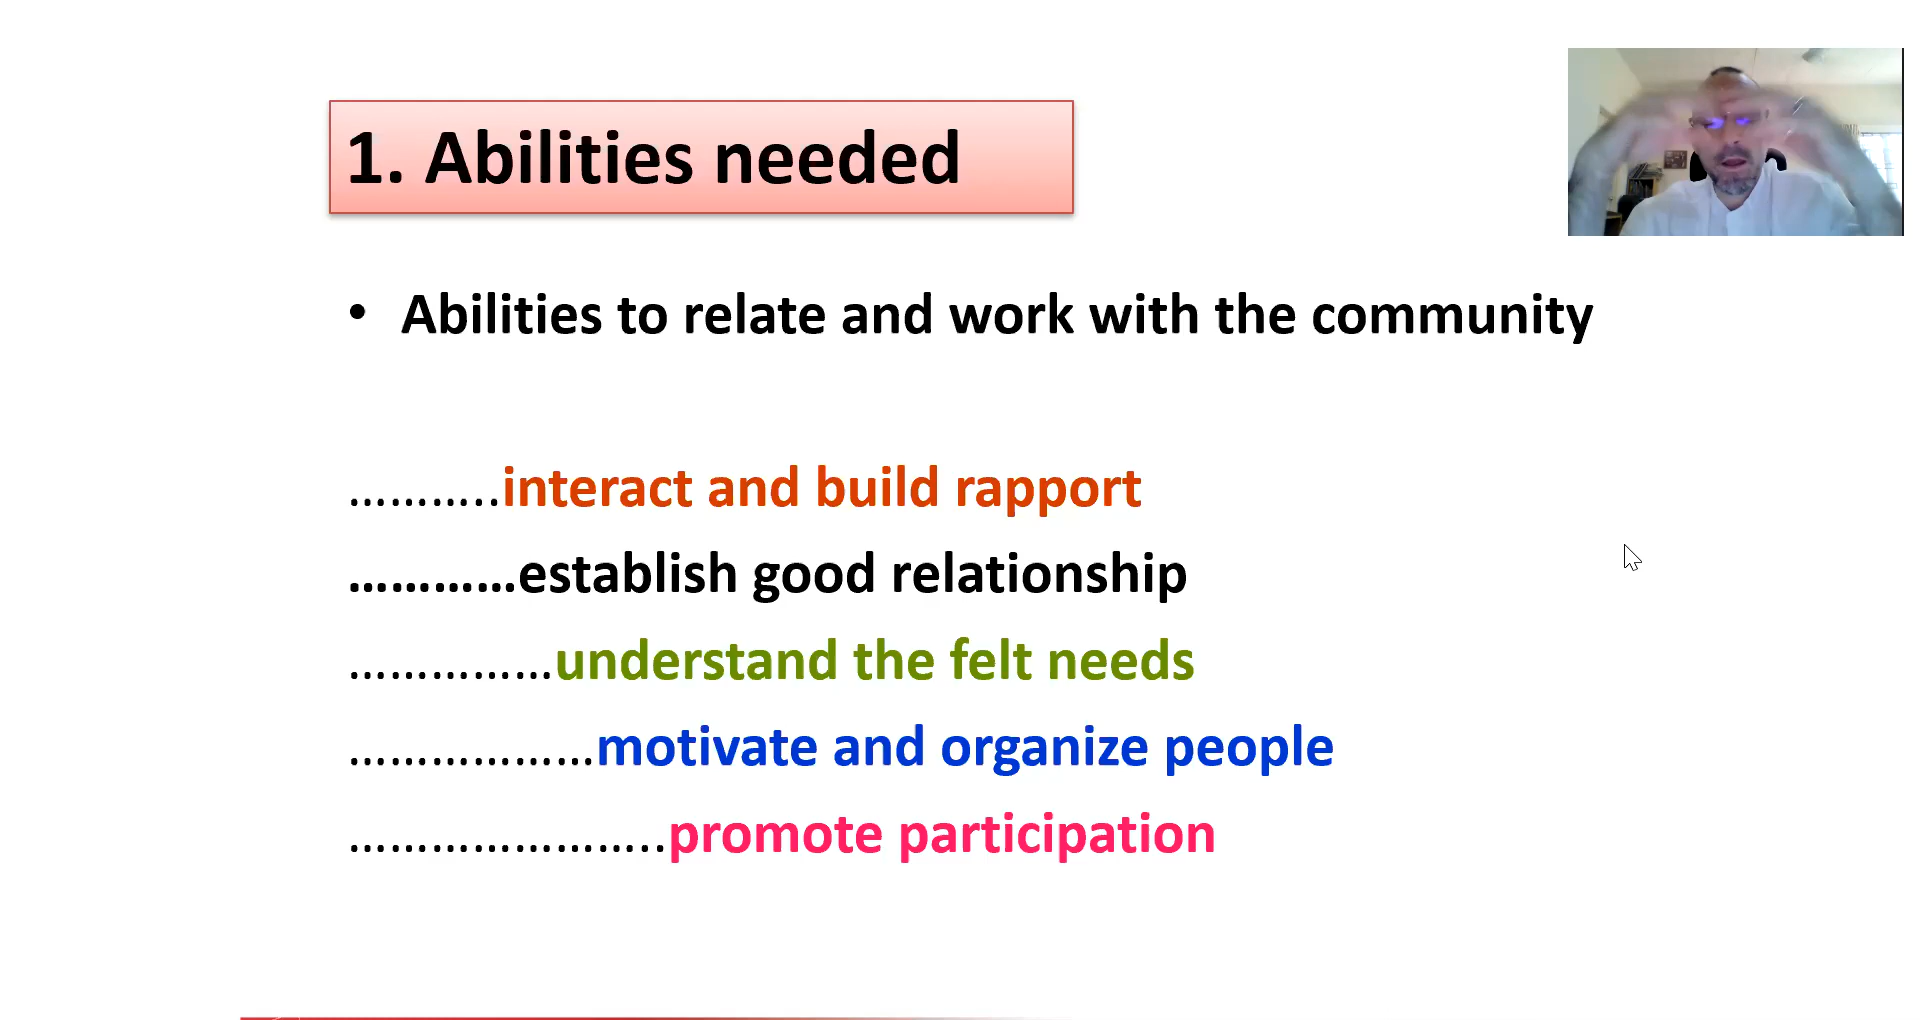 1. Abilities needed
• Abilities to relate and work with the community
………..interact and build rapport
…………establish good relationship
……………understand the felt needs
………………motivate and organize people
…………………..promote participation